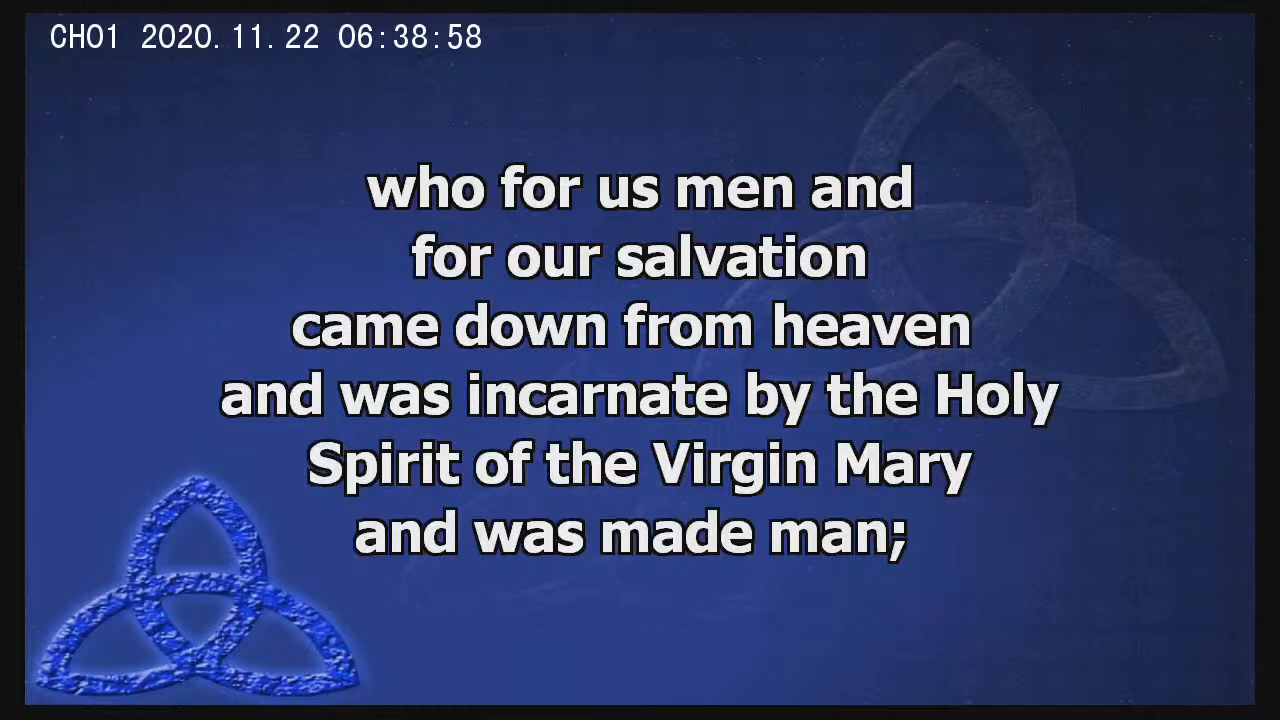 CH01 2020.11.22 06:38:58
who for us men and
for our salvation
came down from heaven
and was incarnate by the Holy
Spirit of the Virgin Mary
and was made man;